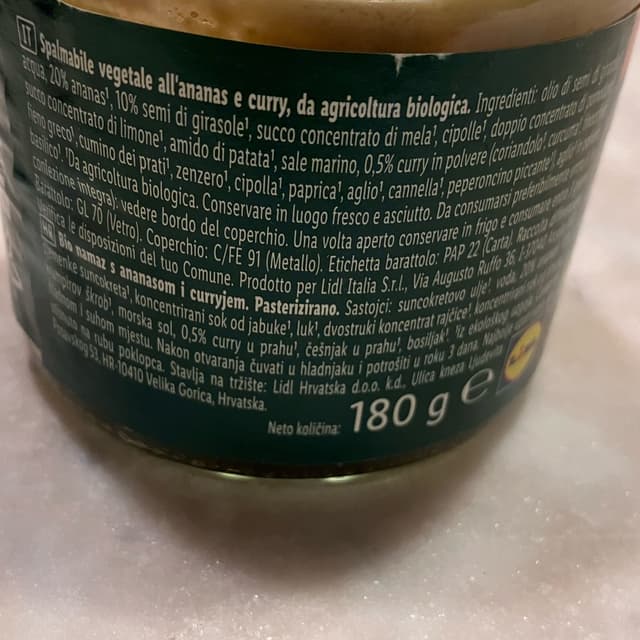 IT Spalmabile vegetale all'ananas e curry, da agricoltura biologica. Ingredienti: olio di semi di
acqua, 20% ananas¹, 10% semi di girasole¹, succo concentrato di mela¹, cipolle¹, doppio concentrato di
succo concentrato di limone¹, amido di patata¹, sale marino, 0,5% curry in polvere (coriandolo¹, curcuma¹,
fieno greco¹, cumino dei prati¹, zenzero¹, cipolla¹, paprica¹, aglio¹, cannella¹, peperoncino piccante¹), aglio
basilico¹. ¹Da agricoltura biologica. Conservare in luogo fresco e asciutto. Da consumarsi preferibilmente
confezione integra): vedere bordo del coperchio. Una volta aperto conservare in frigo e consumare
barattolo: GL 70 (Vetro). Coperchio: C/FE 91 (Metallo). Etichetta barattolo: PAP 22 (Carta). Raccolta
le disposizioni del tuo Comune. Prodotto per Lidl Italia S.r.l., Via Augusto Ruffo 36,
Bio namaz s ananasom i curryjem. Pasterizirano. Sastojci: suncokretovo ulje¹, voda, 20%
suncokreta¹, koncentrirani sok od jabuke¹, luk¹, dvostruki koncentrat rajčice¹,
škrob¹, morska sol, 0,5% curry u prahu¹, češnjak u prahu¹, bosiljak¹. ¹Iz ekološkog
i suhom mjestu. Nakon otvaranja čuvati u hladnjaku i potrošiti u roku 3 dana. Najbolje
na rubu poklopca. Stavlja na tržište: Lidl Hrvatska d.o.o. k.d., Ulica kneza Ljudevita
53, HR-10410 Velika Gorica, Hrvatska.
Neto količina: 180 g e